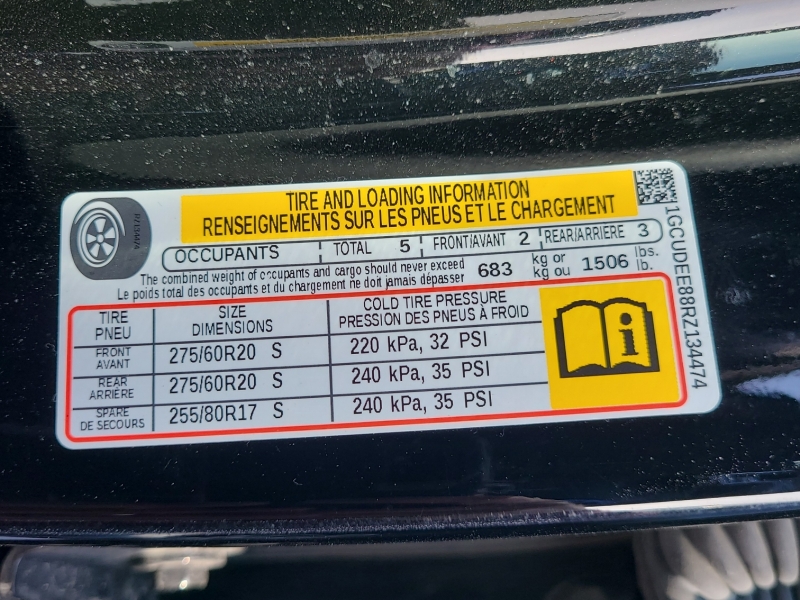 TIRE AND LOADING INFORMATION
RENSEIGNEMENTS SUR LES PNEUS ET LE CHARGEMENT
OCCUPANTS TOTAL 5 FRONT/AVANT 2 REAR/ARRIÈRE 3
The combined weight of occupants and cargo should never exceed 683 kg or 1506 lbs.
Le poids total des occupants et du chargement ne doit jamais dépasser kg ou lb.
TIRE SIZE COLD TIRE PRESSURE
PNEU DIMENSIONS PRESSION DES PNEUS À FROID
FRONT
AVANT 275/60R20 S 220 kPa, 32 PSI
REAR
ARRIÈRE 275/60R20 S 240 kPa, 35 PSI
SPARE
DE SECOURS 255/80R17 S 240 kPa, 35 PSI
1GCUDEE88RZ134474